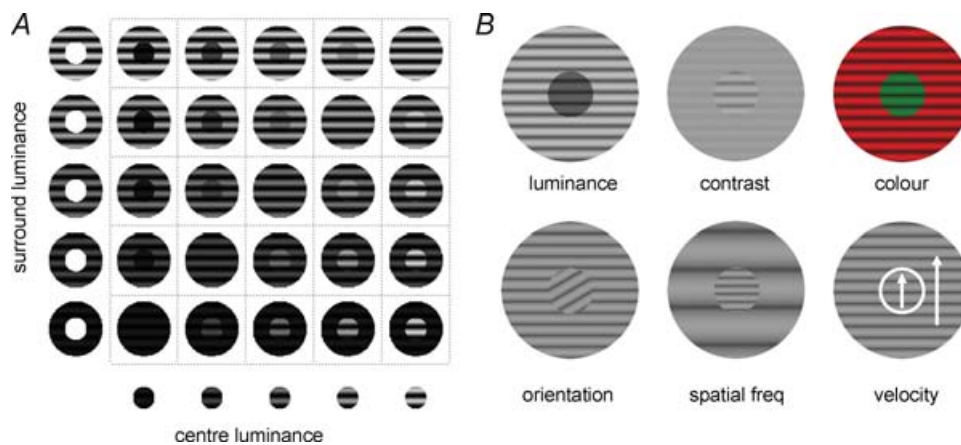 A
surround luminance
centre luminance
B
luminance
contrast
colour
orientation
spatial freq
velocity